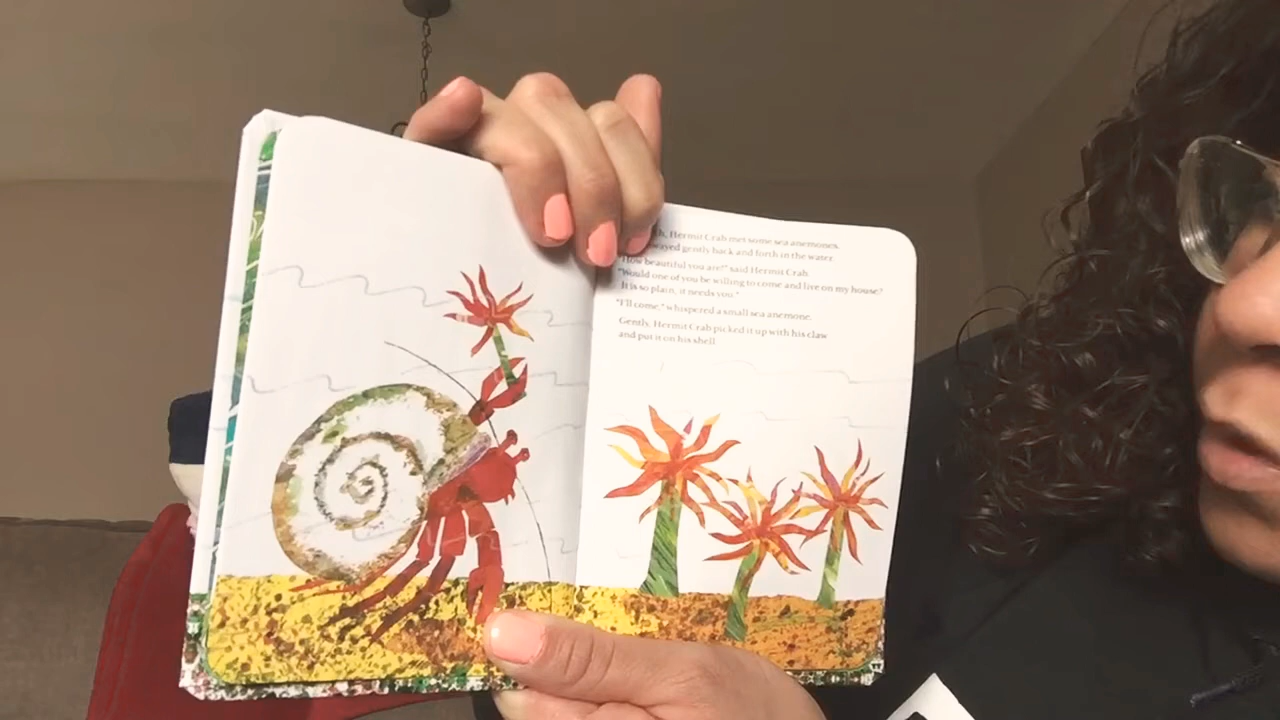 Hermit Crab met some sea anemones.
swayed gently back and forth in the water.
"How beautiful you are!" said Hermit Crab.
"Would one of you be willing to come and live on my house?
It is so plain, it needs you."
"I'll come," whispered a small sea anemone.
Gently, Hermit Crab picked it up with his claw
and put it on his shell.